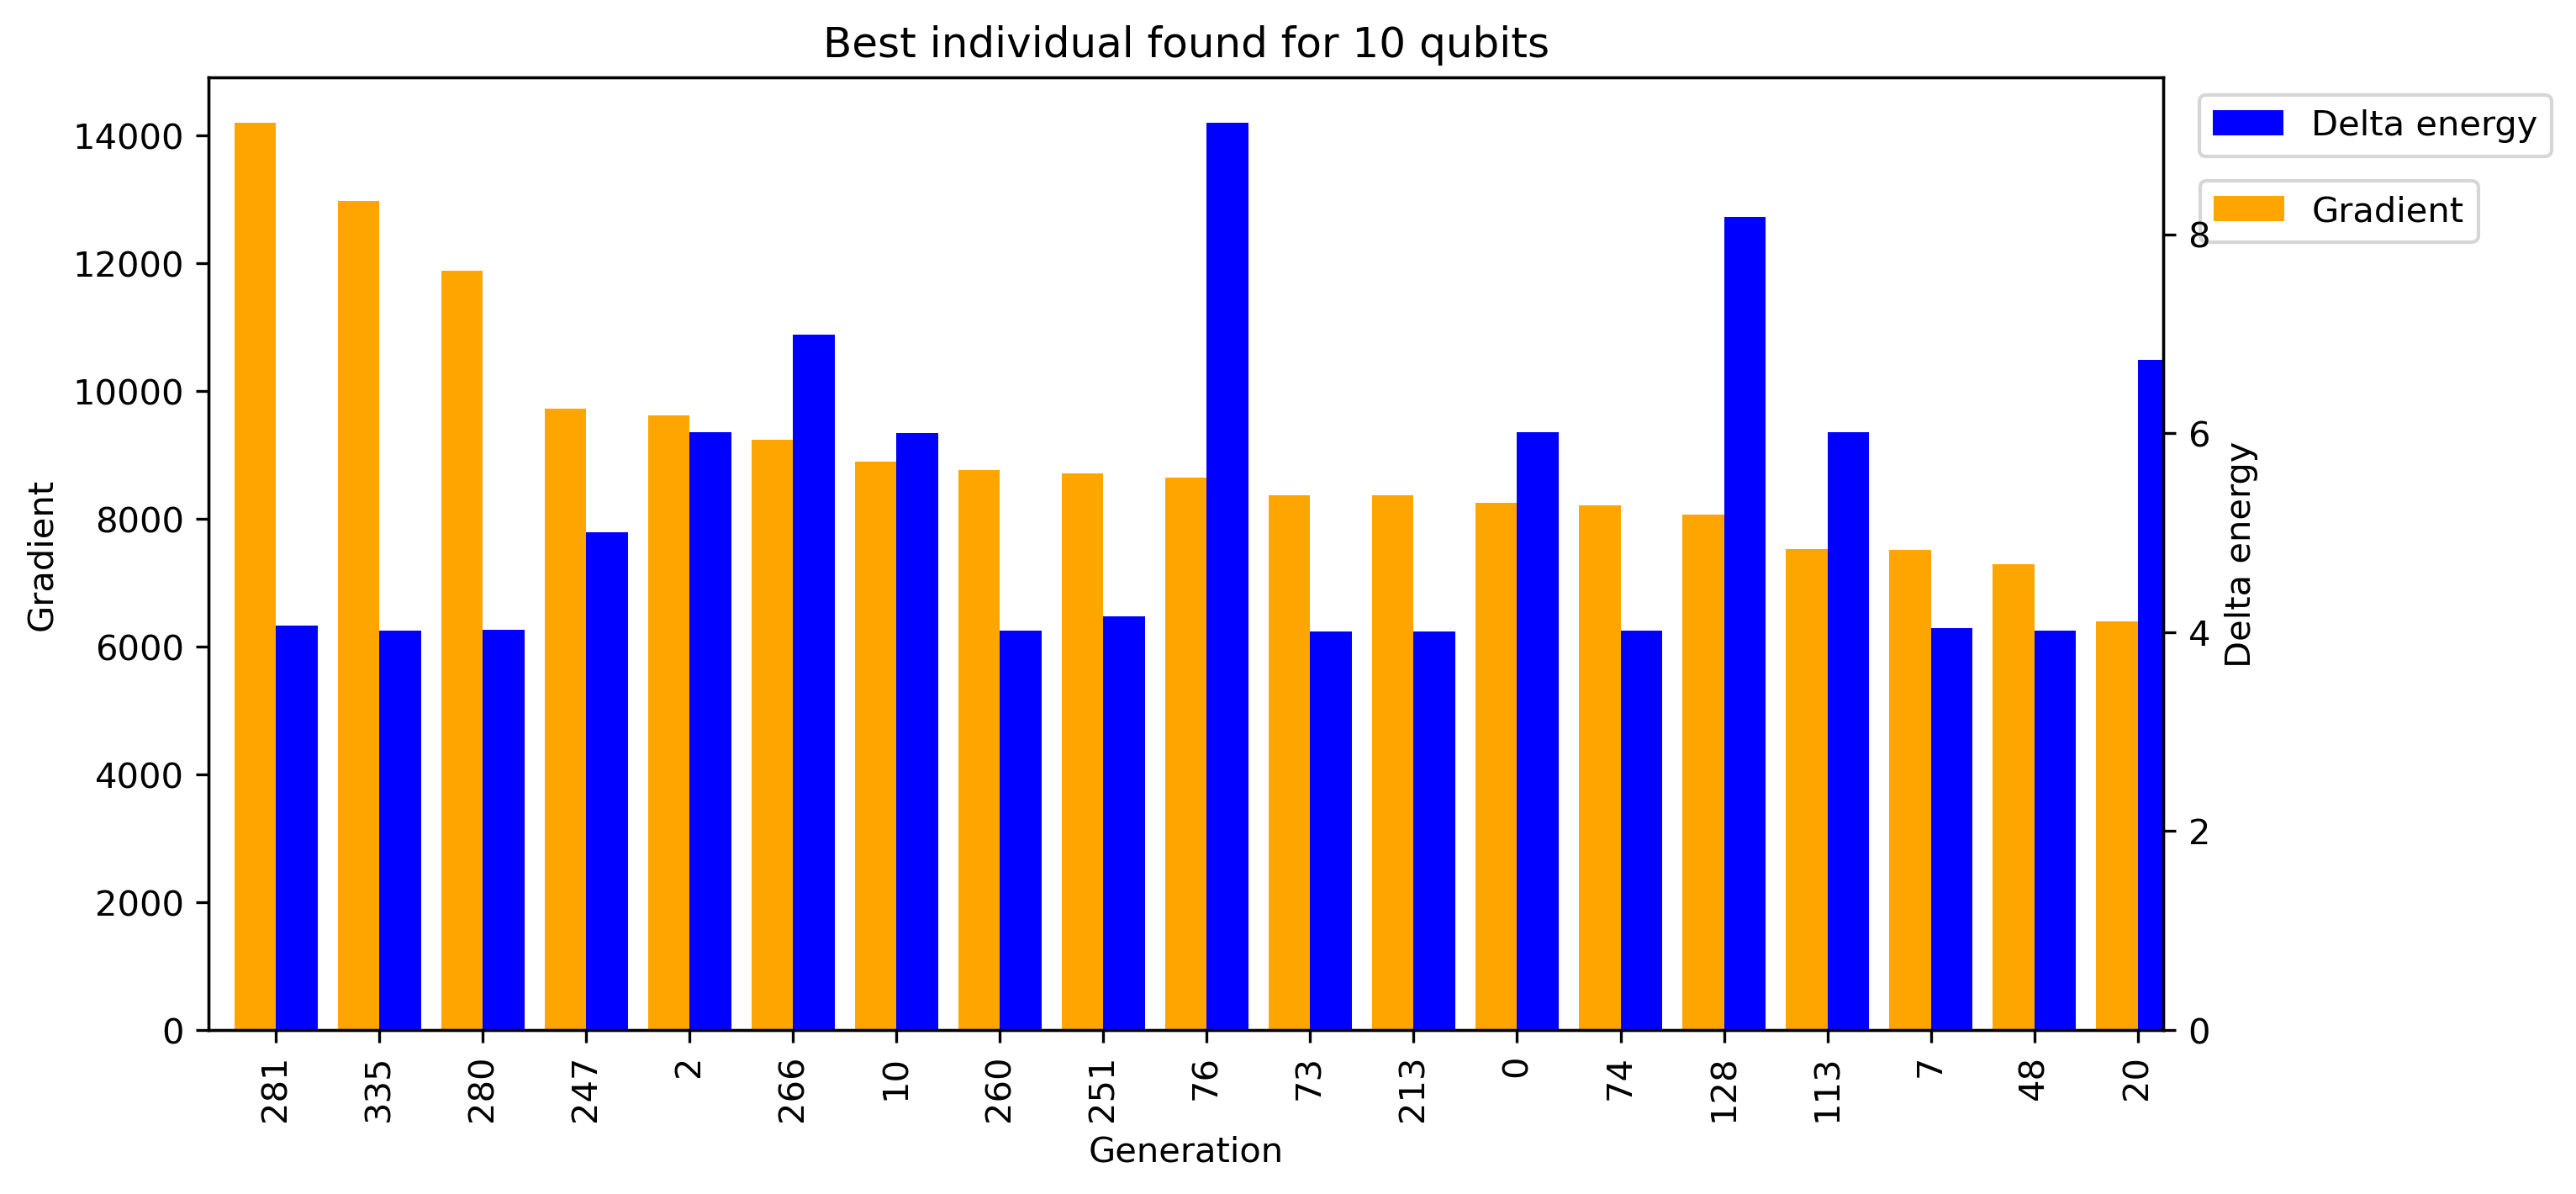 Best individual found for 10 qubits
Delta energy
Gradient
14000
12000
10000
8000
6000
4000
2000
0
Gradient
8
6
4
2
0
Delta energy
281 335 280 247 2 266 10 260 251 76 73 213 0 74 128 113 7 48 20
Generation